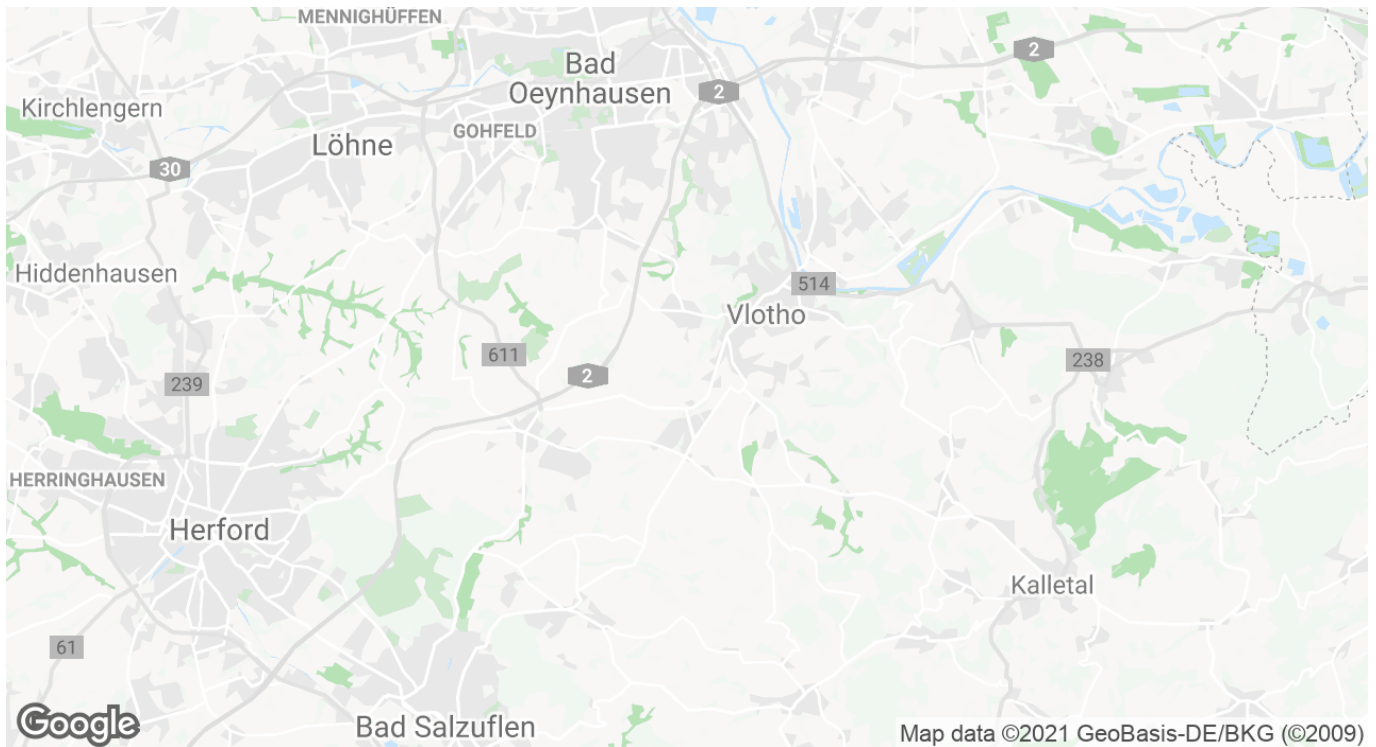 MENNIGHÜFFEN
2
Bad
Oeynhausen
2
Kirchlengern
GOHFELD
Löhne
30
Hiddenhausen
514
Vlotho
611
238
2
239
HERRINGHAUSEN
Herford
Kalletal
61
Bad Salzuflen
Google
Map data ©2021 GeoBasis-DE/BKG (©2009)